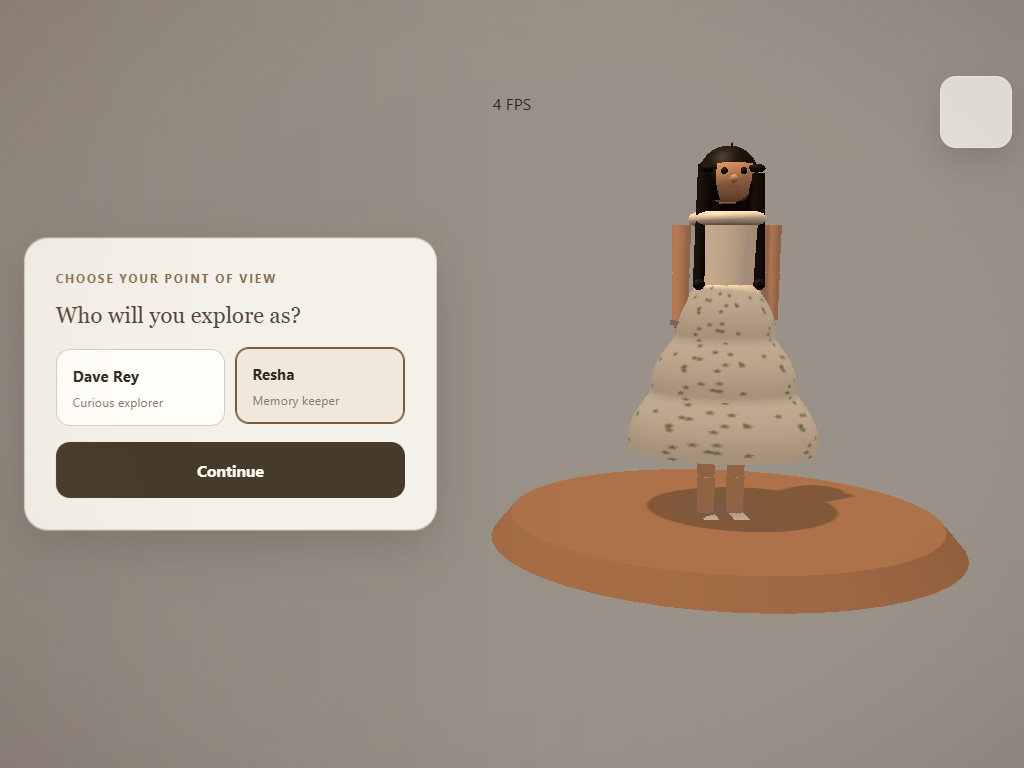 4 FPS
CHOOSE YOUR POINT OF VIEW
Who will you explore as?
Dave Rey
Curious explorer
Resha
Memory keeper
Continue